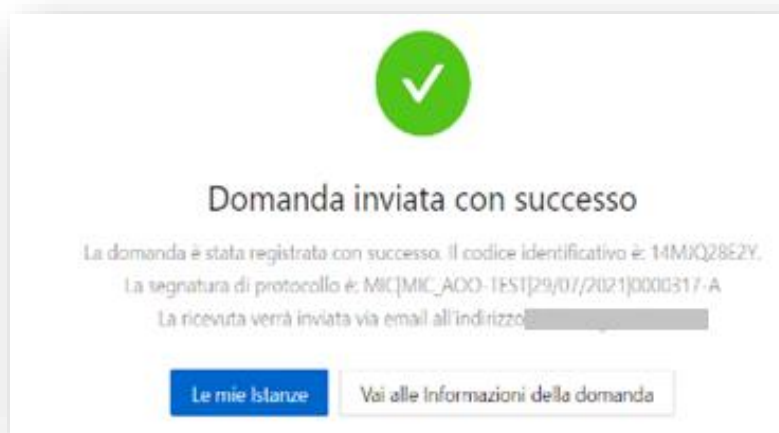 Domanda inviata con successo
La domanda è stata registrata con successo. Il codice identificativo è: 14MJQ28E2Y.
La segnatura di protocollo è: MIC|MIC_AOO-TEST|29/07/2021|0000317-A
La ricevuta verrà inviata via email all'indirizzo
Le mie Istanze
Vai alle Informazioni della domanda